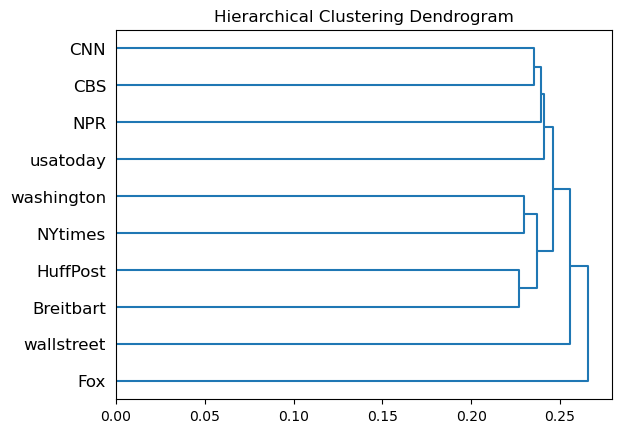 Hierarchical Clustering Dendrogram
CNN
CBS
NPR
usatoday
washington
NYtimes
HuffPost
Breitbart
wallstreet
Fox
0.00 0.05 0.10 0.15 0.20 0.25